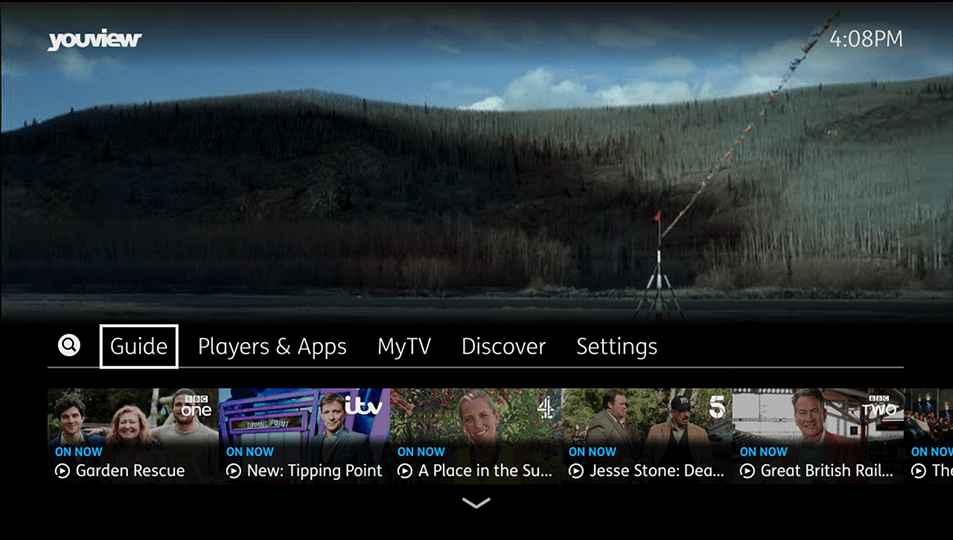 youview
4:08PM
Guide
Players & Apps
MyTV
Discover
Settings
BBC
one
itv
4
5
BBC
TWO
TIPPING POINT
ON NOW
Garden Rescue
ON NOW
New: Tipping Point
ON NOW
A Place in the Su...
ON NOW
Jesse Stone: Dea...
ON NOW
Great British Rail...
ON NOW
The